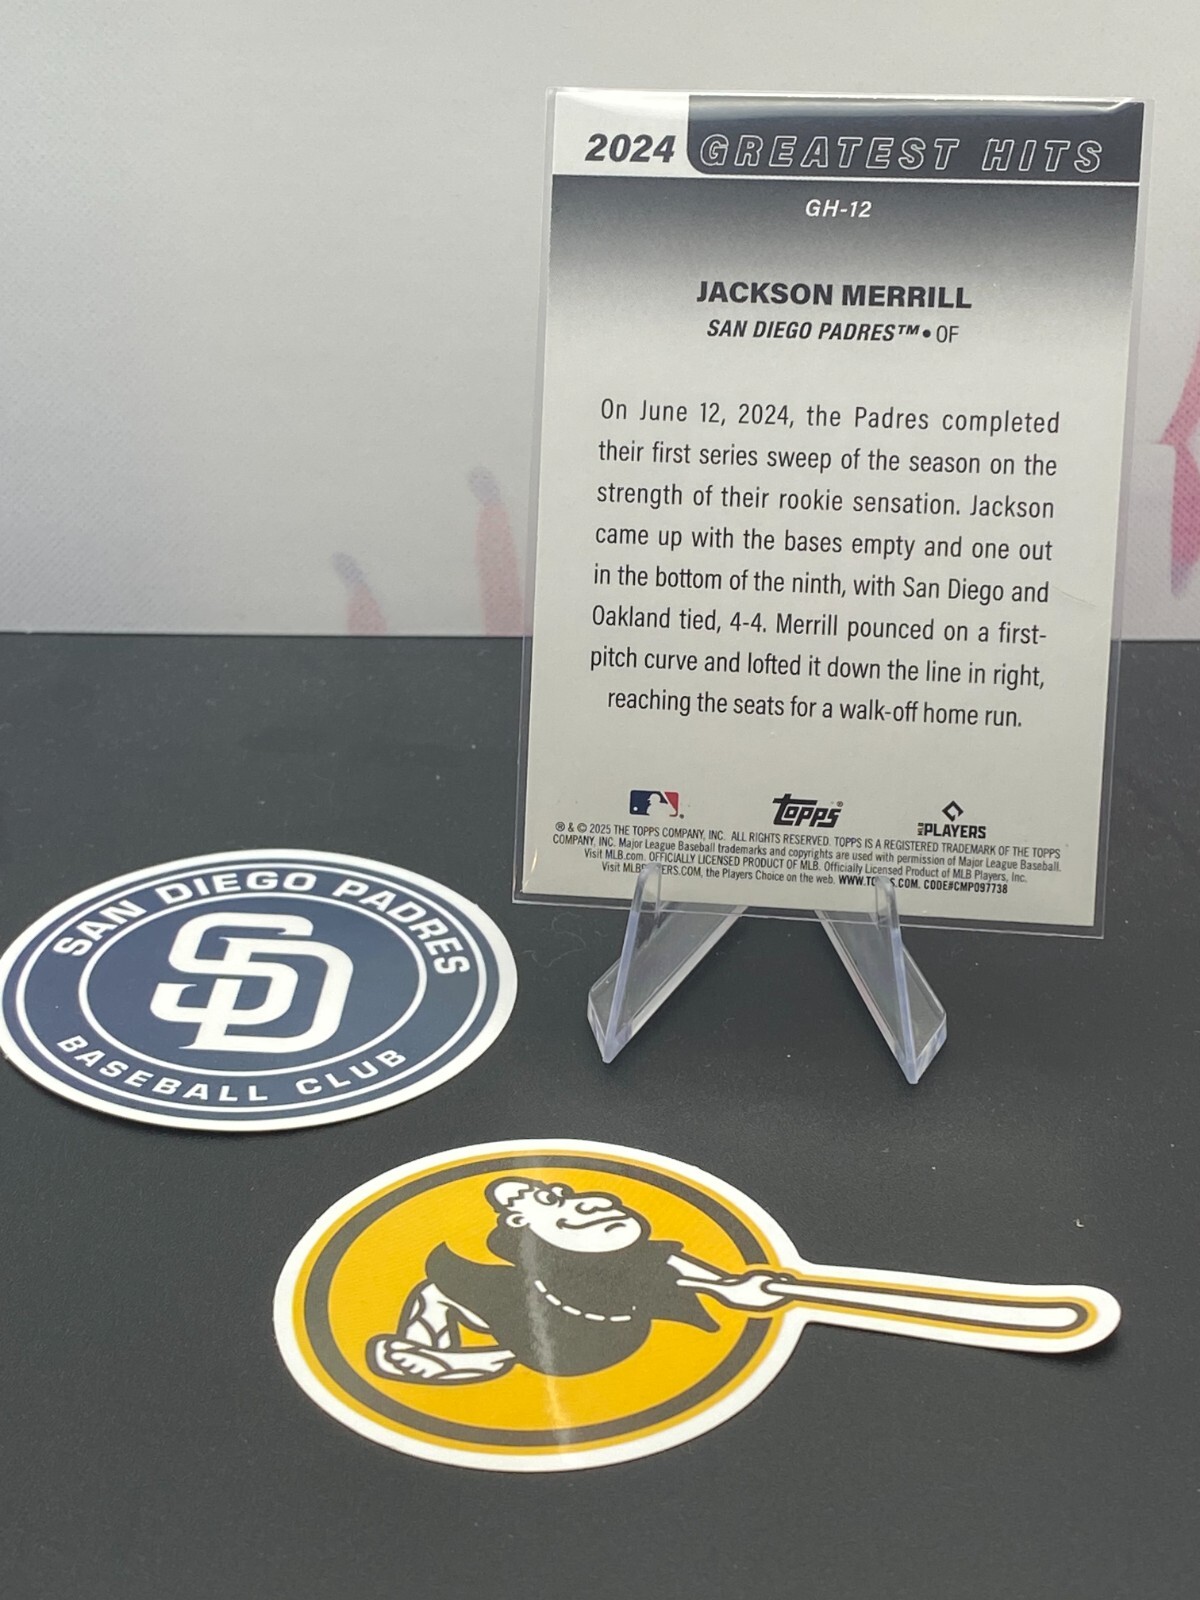 2024 GREATEST HITS
GH-12
JACKSON MERRILL
SAN DIEGO PADRES™ • OF
On June 12, 2024, the Padres completed
their first series sweep of the season on the
strength of their rookie sensation. Jackson
came up with the bases empty and one out
in the bottom of the ninth, with San Diego and
Oakland tied, 4-4. Merrill pounced on a first-
pitch curve and lofted it down the line in right,
reaching the seats for a walk-off home run.
topps®
MLB PLAYERS
® & © 2025 THE TOPPS COMPANY, INC. ALL RIGHTS RESERVED. TOPPS IS A REGISTERED TRADEMARK OF THE TOPPS
COMPANY, INC. Major League Baseball trademarks and copyrights are used with permission of Major League Baseball.
Visit MLB.com. OFFICIALLY LICENSED PRODUCT OF MLB. Officially Licensed Product of MLB Players, Inc.
Visit ERS.COM, the Players Choice on the web. S.COM. CODE#CMP097738
SAN DIEGO PADRES
SD
BASEBALL CLUB